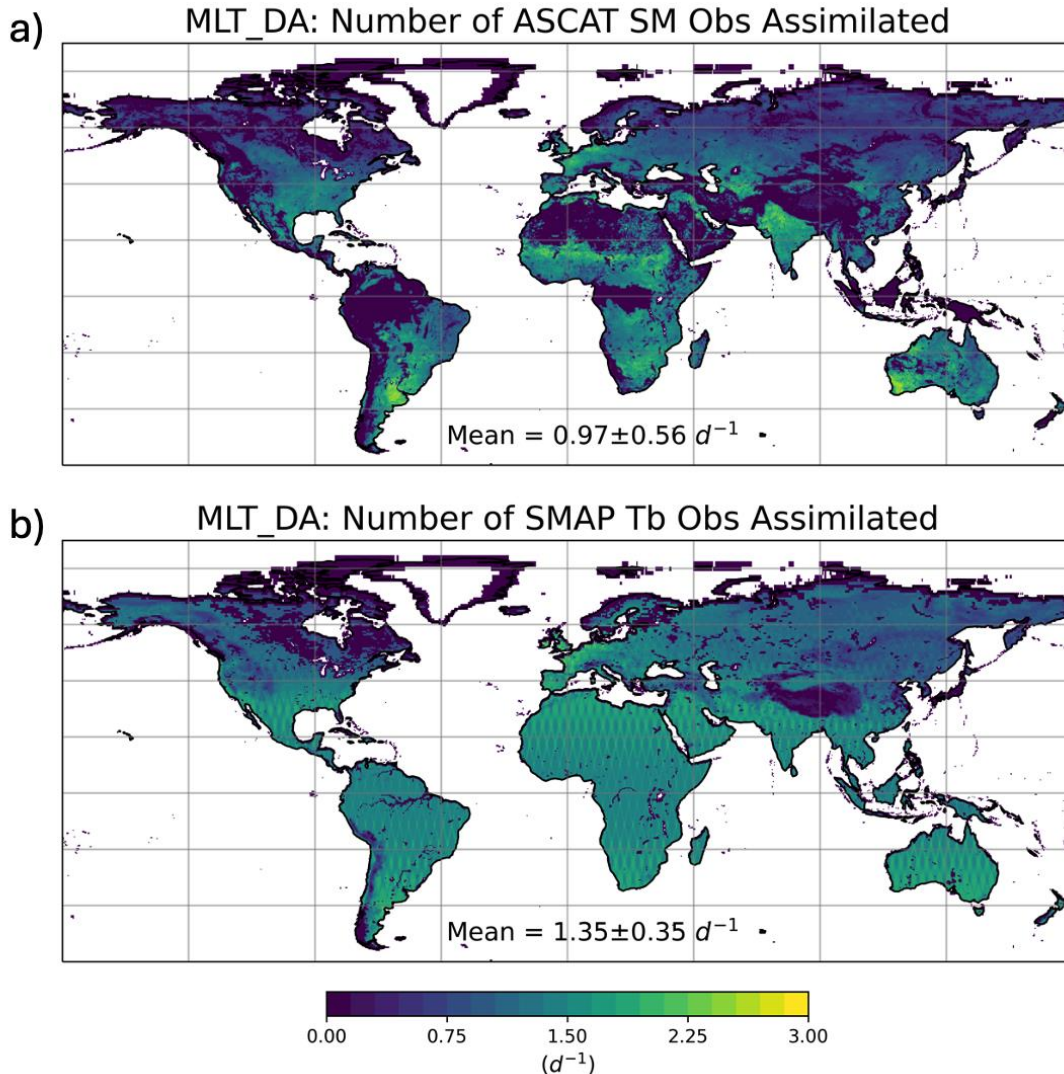 a)
MLT_DA: Number of ASCAT SM Obs Assimilated
Mean = 0.97±0.56 d⁻¹
b)
MLT_DA: Number of SMAP Tb Obs Assimilated
Mean = 1.35±0.35 d⁻¹
0.00 0.75 1.50 2.25 3.00
(d⁻¹)